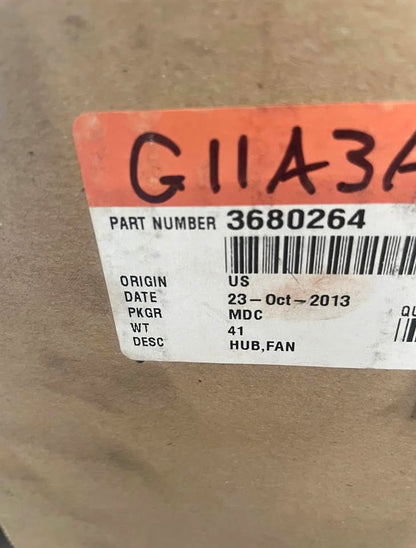 G11A3A
PART NUMBER 3680264
ORIGIN US
DATE 23-Oct-2013
PKGR MDC
WT 41
DESC HUB,FAN